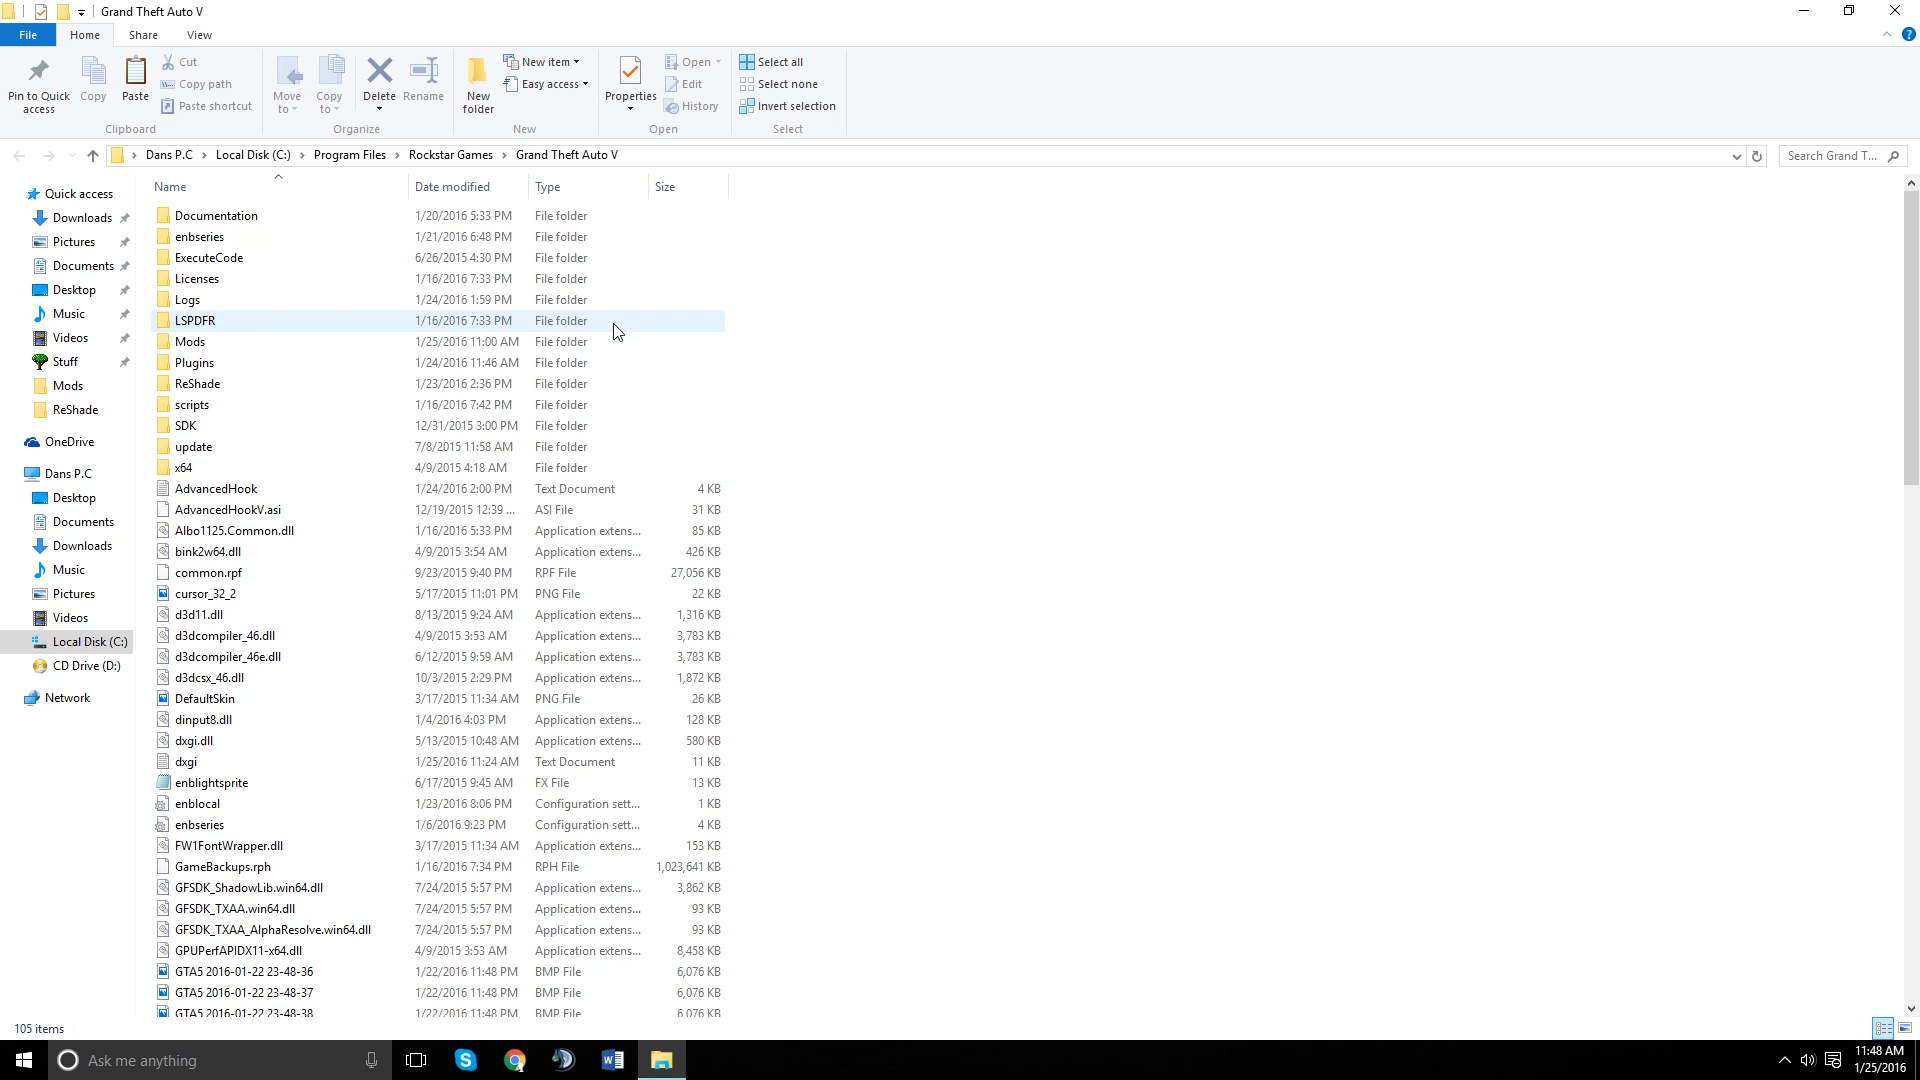 Grand Theft Auto V
File Home Share View
Pin to Quick access
Copy
Paste
Cut
Copy path
Paste shortcut
Clipboard
Move to
Copy to
Delete
Rename
Organize
New folder
New item
Easy access
New
Properties
Open
Edit
History
Open
Select all
Select none
Invert selection
Select
Dans P.C > Local Disk (C:) > Program Files > Rockstar Games > Grand Theft Auto V
Search Grand T...
Quick access
Downloads
Pictures
Documents
Desktop
Music
Videos
Stuff
Mods
ReShade
OneDrive
Dans P.C
Desktop
Documents
Downloads
Music
Pictures
Videos
Local Disk (C:)
CD Drive (D:)
Network
Name Date modified Type Size
Documentation 1/20/2016 5:33 PM File folder
enbseries 1/21/2016 6:48 PM File folder
ExecuteCode 6/26/2015 4:30 PM File folder
Licenses 1/16/2016 7:33 PM File folder
Logs 1/24/2016 1:59 PM File folder
LSPDFR 1/16/2016 7:33 PM File folder
Mods 1/25/2016 11:00 AM File folder
Plugins 1/24/2016 11:46 AM File folder
ReShade 1/23/2016 2:36 PM File folder
scripts 1/16/2016 7:42 PM File folder
SDK 12/31/2015 3:00 PM File folder
update 7/8/2015 11:58 AM File folder
x64 4/9/2015 4:18 AM File folder
AdvancedHook 1/24/2016 2:00 PM Text Document 4 KB
AdvancedHookV.asi 12/19/2015 12:39 ... ASI File 31 KB
Albo1125.Common.dll 1/16/2016 5:33 PM Application extens... 85 KB
bink2w64.dll 4/9/2015 3:54 AM Application extens... 426 KB
common.rpf 9/23/2015 9:40 PM RPF File 27,056 KB
cursor_32_2 5/17/2015 11:01 PM PNG File 22 KB
d3d11.dll 8/13/2015 9:24 AM Application extens... 1,316 KB
d3dcompiler_46.dll 4/9/2015 3:53 AM Application extens... 3,783 KB
d3dcompiler_46e.dll 6/12/2015 9:59 AM Application extens... 3,783 KB
d3dcsx_46.dll 10/3/2015 2:29 PM Application extens... 1,872 KB
DefaultSkin 3/17/2015 11:34 AM PNG File 26 KB
dinput8.dll 1/4/2016 4:03 PM Application extens... 128 KB
dxgi.dll 5/13/2015 10:48 AM Application extens... 580 KB
dxgi 1/25/2016 11:24 AM Text Document 11 KB
enblightsprite 6/17/2015 9:45 AM FX File 13 KB
enblocal 1/23/2016 8:06 PM Configuration sett... 1 KB
enbseries 1/6/2016 9:23 PM Configuration sett... 4 KB
FW1FontWrapper.dll 3/17/2015 11:34 AM Application extens... 153 KB
GameBackups.rph 1/16/2016 7:34 PM RPH File 1,023,641 KB
GFSDK_ShadowLib.win64.dll 7/24/2015 5:57 PM Application extens... 3,862 KB
GFSDK_TXAA.win64.dll 7/24/2015 5:57 PM Application extens... 93 KB
GFSDK_TXAA_AlphaResolve.win64.dll 7/24/2015 5:57 PM Application extens... 93 KB
GPUPerfAPIDX11-x64.dll 4/9/2015 3:53 AM Application extens... 8,458 KB
GTA5 2016-01-22 23-48-36 1/22/2016 11:48 PM BMP File 6,076 KB
GTA5 2016-01-22 23-48-37 1/22/2016 11:48 PM BMP File 6,076 KB
GTA5 2016-01-22 23-48-38 1/22/2016 11:48 PM BMP File 6,076 KB
105 items
Ask me anything
11:48 AM
1/25/2016